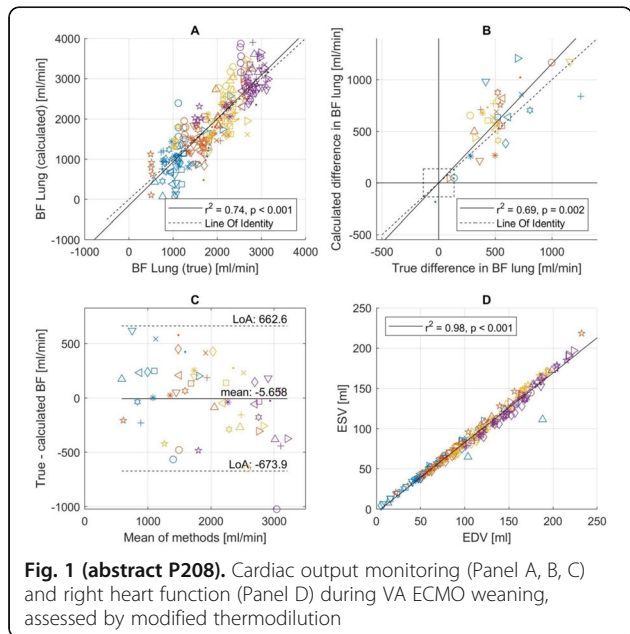 A
BF Lung (calculated) [ml/min]
4000
3000
2000
1000
0
-1000
r² = 0.74, p < 0.001
Line Of Identity
-1000
0
1000
2000
3000
4000
BF Lung (true) [ml/min]
B
Calculated difference in BF lung [ml/min]
1000
500
0
-500
r² = 0.69, p = 0.002
Line Of Identity
-500
0
500
1000
True difference in BF lung [ml/min]
C
True - calculated BF [ml/min]
500
0
-500
-1000
LoA: 662.6
mean: -5.658
LoA: -673.9
0
1000
2000
3000
Mean of methods [ml/min]
D
ESV [ml]
250
200
150
100
50
0
r² = 0.98, p < 0.001
0
50
100
150
200
250
EDV [ml]
Fig. 1 (abstract P208). Cardiac output monitoring (Panel A, B, C)
and right heart function (Panel D) during VA ECMO weaning,
assessed by modified thermodilution